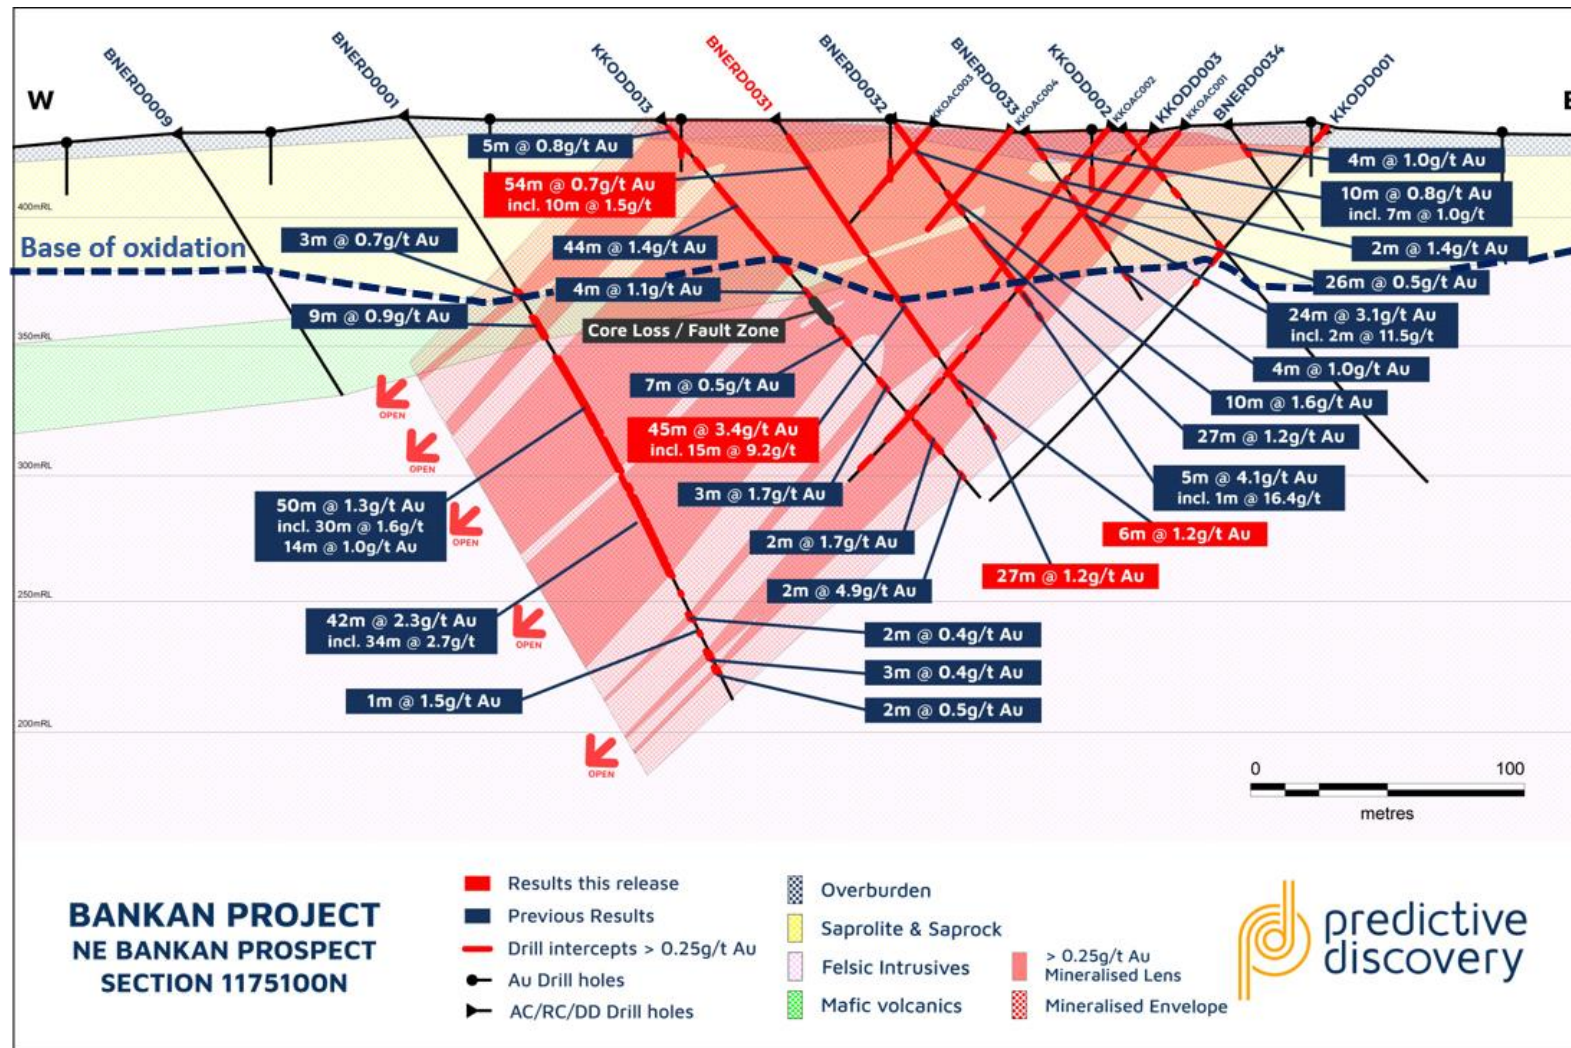 W
BNERD0009
BNERD0001
KKODD013
BNERD0031
BNERD0032
KKOAC003
BNERD0033
KKOAC004
KKODD002
KKOAC002
KKODD003
KKOAC001
BNERD0034
KKODD001
E
5m @ 0.8g/t Au
54m @ 0.7g/t Au
incl. 10m @ 1.5g/t
4m @ 1.0g/t Au
10m @ 0.8g/t Au
incl. 7m @ 1.0g/t
400mRL
Base of oxidation
3m @ 0.7g/t Au
44m @ 1.4g/t Au
2m @ 1.4g/t Au
4m @ 1.1g/t Au
26m @ 0.5g/t Au
9m @ 0.9g/t Au
Core Loss / Fault Zone
24m @ 3.1g/t Au
incl. 2m @ 11.5g/t
350mRL
4m @ 1.0g/t Au
7m @ 0.5g/t Au
10m @ 1.6g/t Au
OPEN
45m @ 3.4g/t Au
incl. 15m @ 9.2g/t
27m @ 1.2g/t Au
OPEN
300mRL
3m @ 1.7g/t Au
5m @ 4.1g/t Au
incl. 1m @ 16.4g/t
50m @ 1.3g/t Au
incl. 30m @ 1.6g/t
14m @ 1.0g/t Au
OPEN
2m @ 1.7g/t Au
6m @ 1.2g/t Au
27m @ 1.2g/t Au
2m @ 4.9g/t Au
250mRL
42m @ 2.3g/t Au
incl. 34m @ 2.7g/t
OPEN
2m @ 0.4g/t Au
3m @ 0.4g/t Au
1m @ 1.5g/t Au
2m @ 0.5g/t Au
200mRL
OPEN
0 100
metres
BANKAN PROJECT
NE BANKAN PROSPECT
SECTION 1175100N
Results this release
Previous Results
Drill intercepts > 0.25g/t Au
Au Drill holes
AC/RC/DD Drill holes
Overburden
Saprolite & Saprock
Felsic Intrusives
Mafic volcanics
> 0.25g/t Au
Mineralised Lens
Mineralised Envelope
predictive
discovery